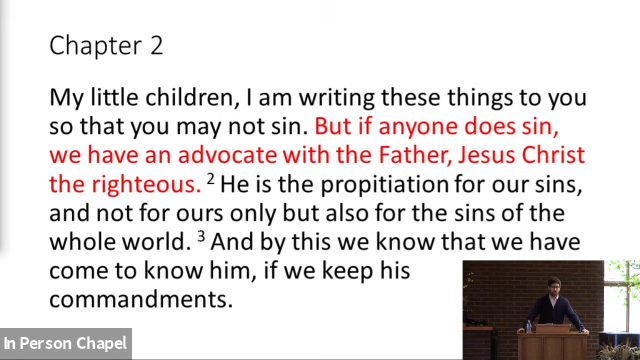 Chapter 2
My little children, I am writing these things to you
so that you may not sin. But if anyone does sin,
we have an advocate with the Father, Jesus Christ
the righteous. 2 He is the propitiation for our sins,
and not for ours only but also for the sins of the
whole world. 3 And by this we know that we have
come to know him, if we keep his
commandments.
In Person Chapel